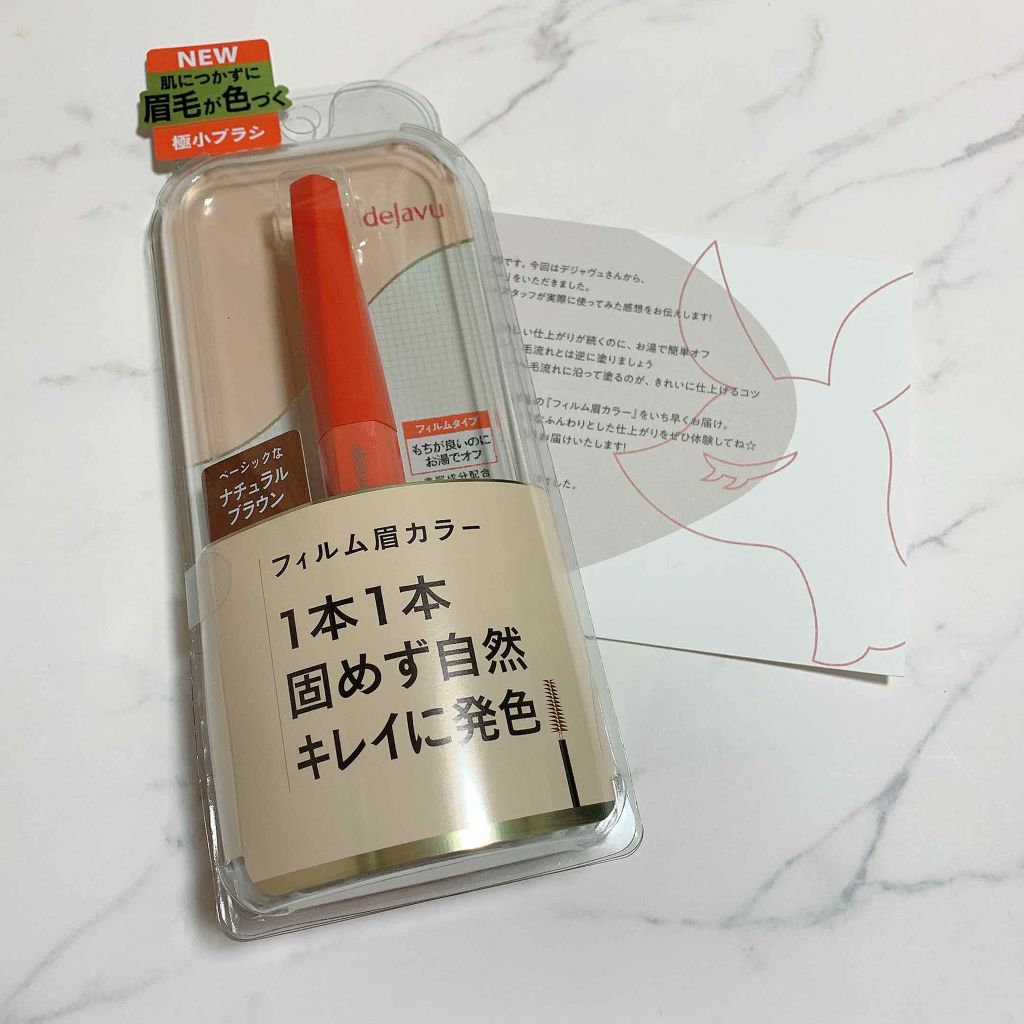 NEW
肌につかずに
眉毛が色づく
極小ブラシ
dejavu
フィルムタイプ
もちが良いのに
お湯でオフ
ベーシックな
ナチュラル
ブラウン
フィルム眉カラー
1本1本
固めず自然
キレイに発色
です。今回はデジャヴュさんから、
をいただきました。
タッフが実際に使ってみた感想をお伝えします!
しい仕上がりが続くのに、お湯で簡単オフ
毛流れとは逆に塗りましょう
毛流れに沿って塗るのが、きれいに仕上げるコツ
の『フィルム眉カラー』をいち早くお届け。
なふんわりとした仕上がりをぜひ体験してね☆
お届けいたします!
ました。